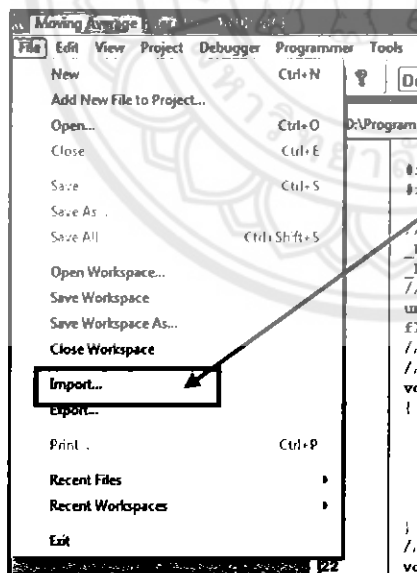 Moving Average
File Edit View Project Debugger Programmer Tools
New Ctrl+N
Add New File to Project...
Open... Ctrl+O
D:\Program
Close Ctrl+E
Save Ctrl+S
Save As...
Save All Ctrl+Shift+S
Open Workspace...
Save Workspace
Save Workspace As...
Close Workspace
Import...
Export...
Print... Ctrl+P
Recent Files
Recent Workspaces
Exit
22